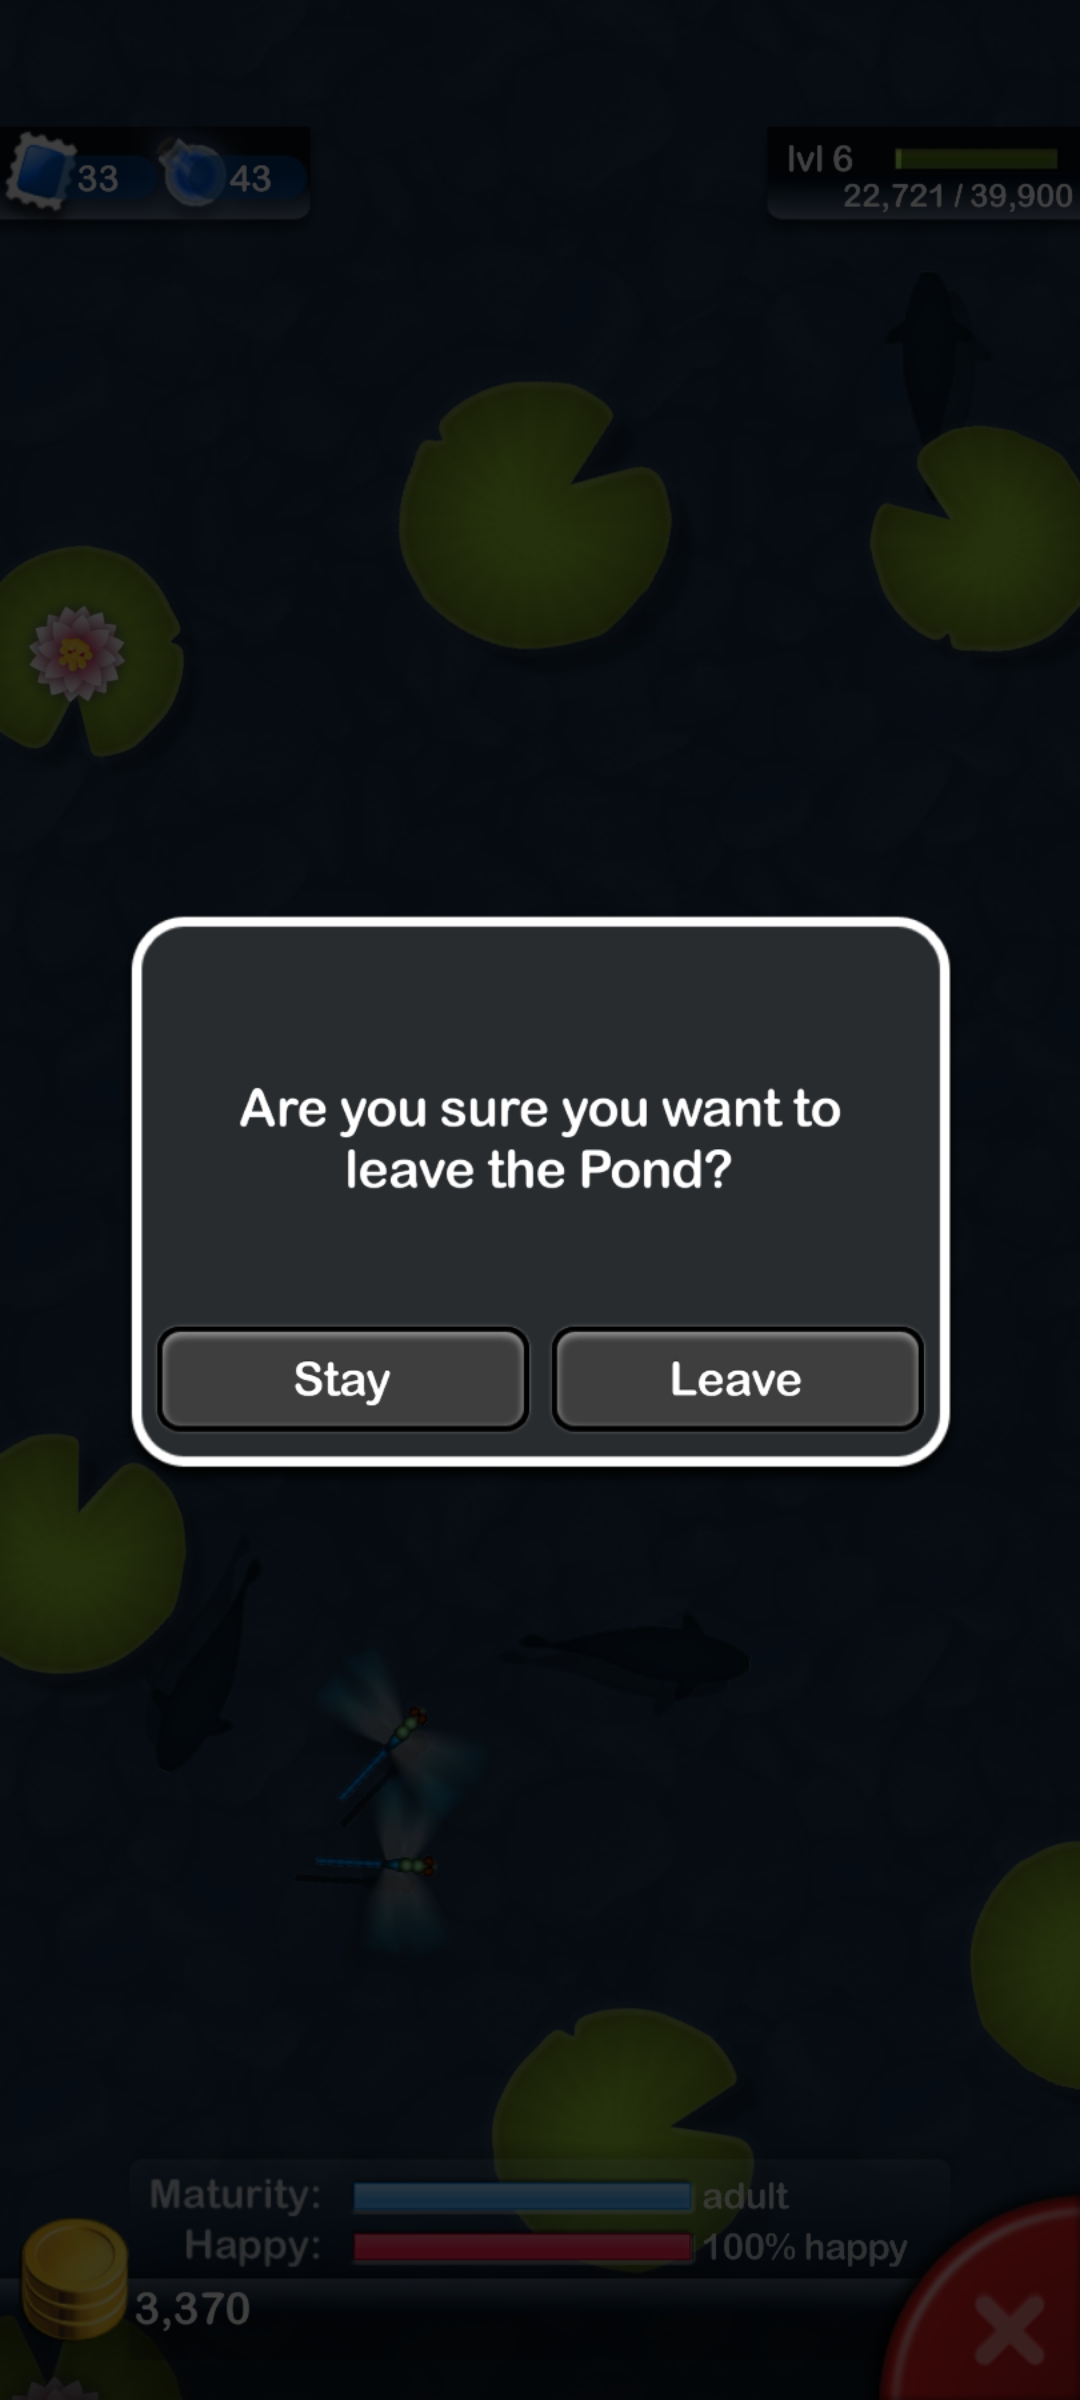 33
43
lvl 6
22,721 / 39,900
Are you sure you want to
leave the Pond?
Stay
Leave
Maturity:
adult
Happy:
100% happy
3,370